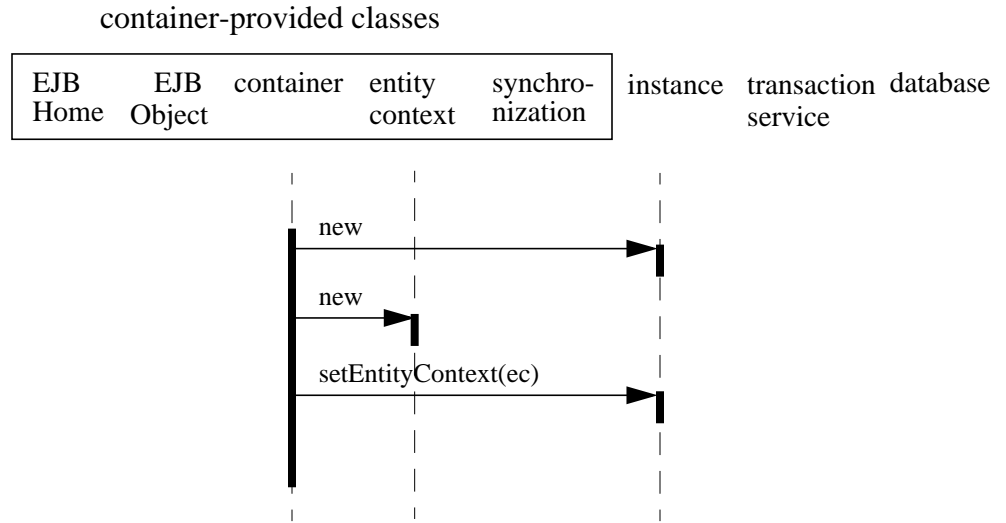 container-provided classes
EJB EJB container entity synchro- instance transaction database
Home Object context nization service
new
new
setEntityContext(ec)